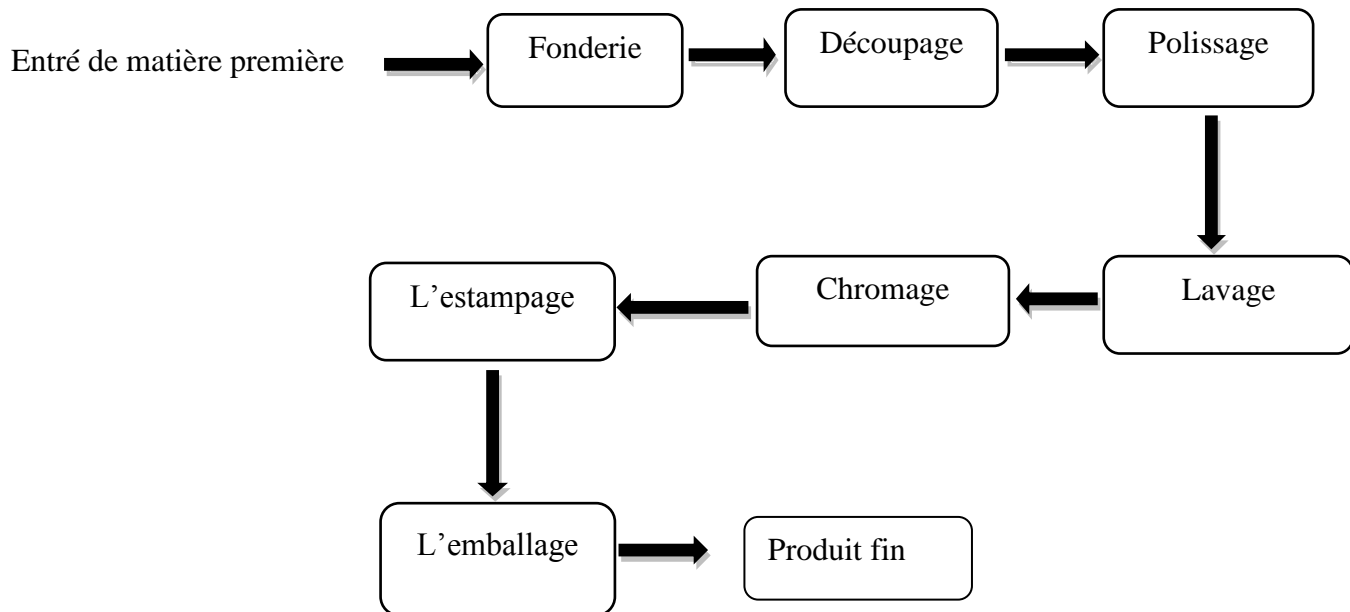 Entré de matière première
Fonderie
Découpage
Polissage
Lavage
Chromage
L’estampage
L’emballage
Produit fin